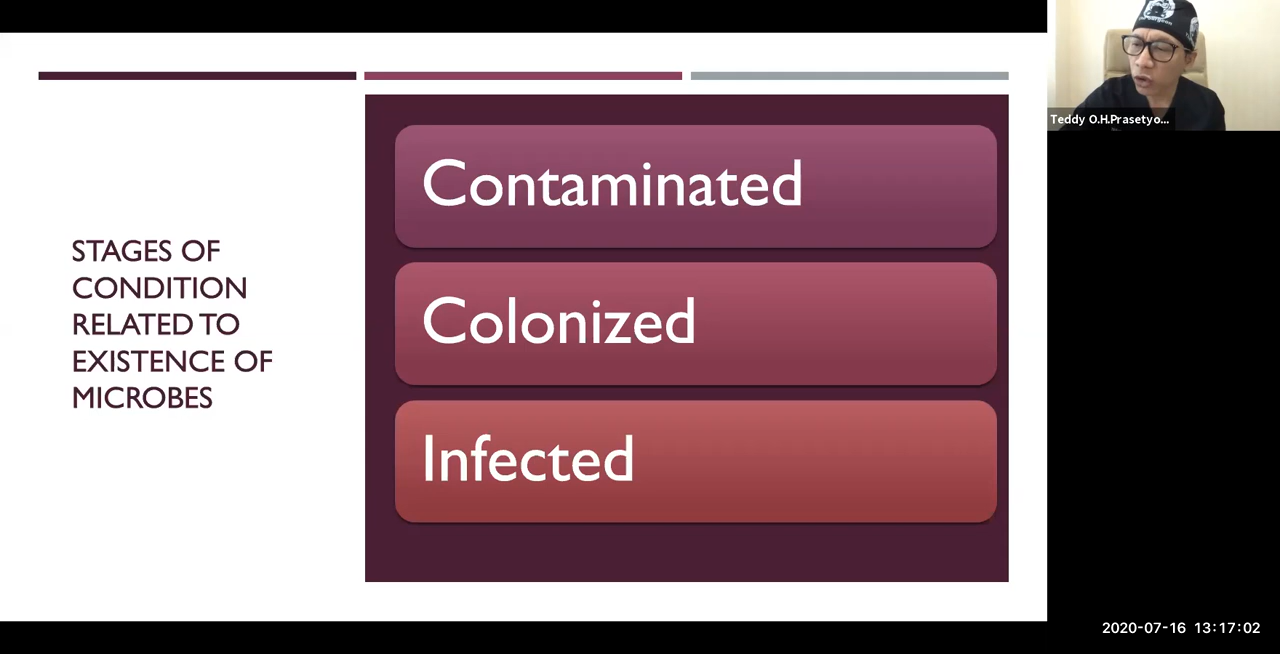 STAGES OF
CONDITION
RELATED TO
EXISTENCE OF
MICROBES
Contaminated
Colonized
Infected
Teddy O.H.Prasetyo...
2020-07-16 13:17:02